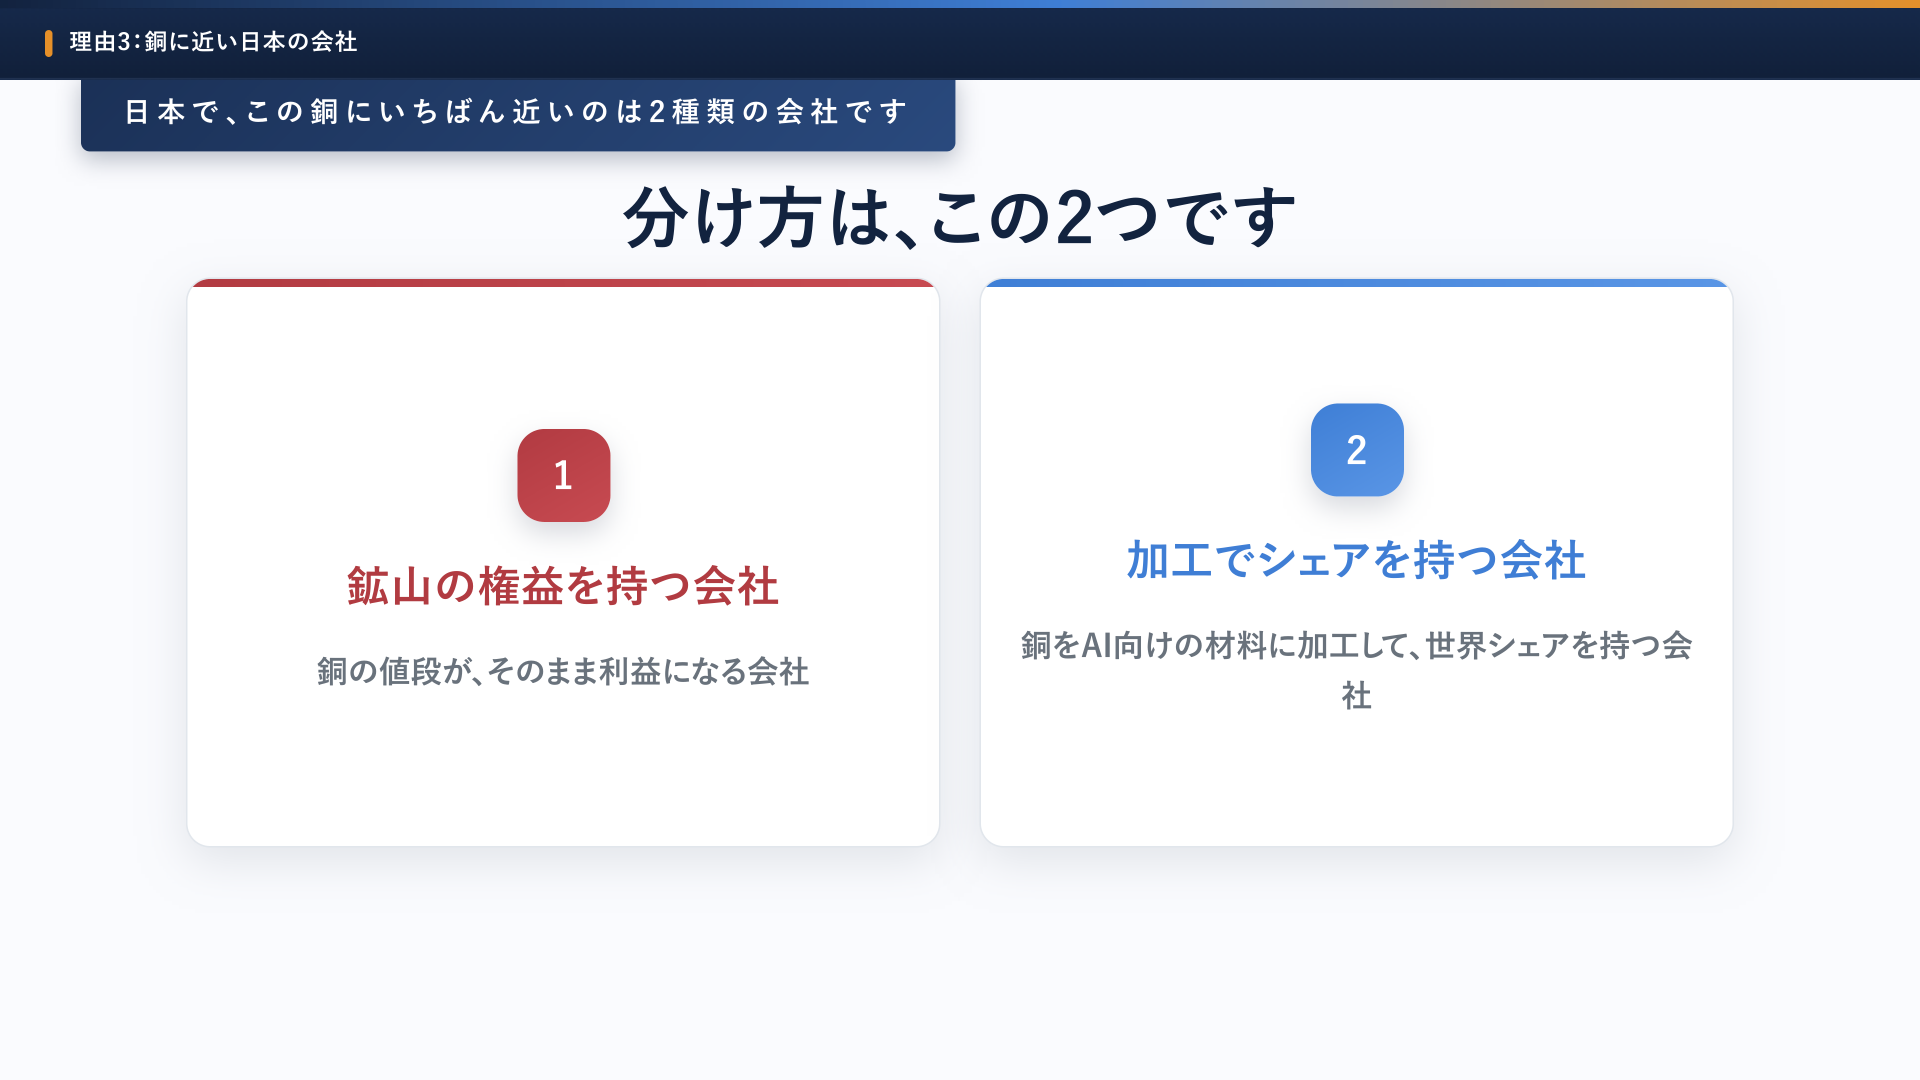 理由3：銅に近い日本の会社
日本で、この銅にいちばん近いのは2種類の会社です
分け方は、この2つです
1
鉱山の権益を持つ会社
銅の値段が、そのまま利益になる会社
2
加工でシェアを持つ会社
銅をAI向けの材料に加工して、世界シェアを持つ会
社